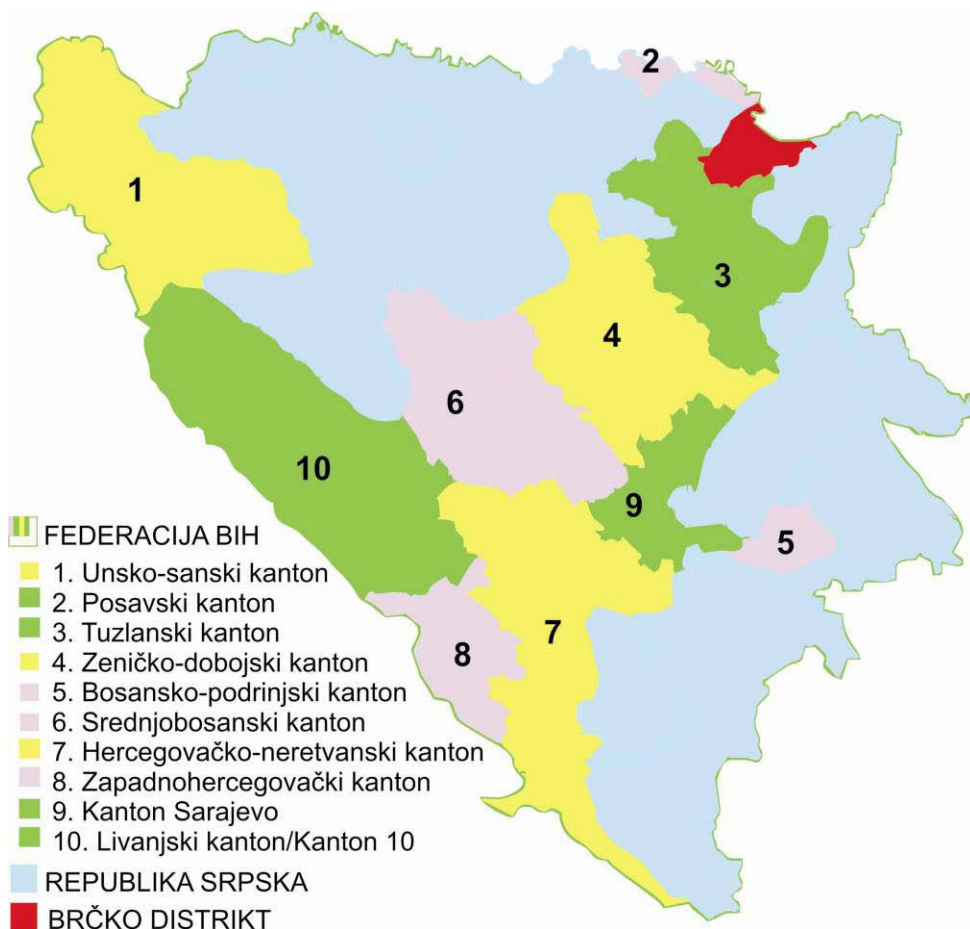 2
1
3
4
6
10
9
5
7
8
FEDERACIJA BIH
1. Unsko-sanski kanton
2. Posavski kanton
3. Tuzlanski kanton
4. Zeničko-dobojski kanton
5. Bosansko-podrinjski kanton
6. Srednjobosanski kanton
7. Hercegovačko-neretvanski kanton
8. Zapadnohercegovački kanton
9. Kanton Sarajevo
10. Livanjski kanton/Kanton 10
REPUBLIKA SRPSKA
BRČKO DISTRIKT